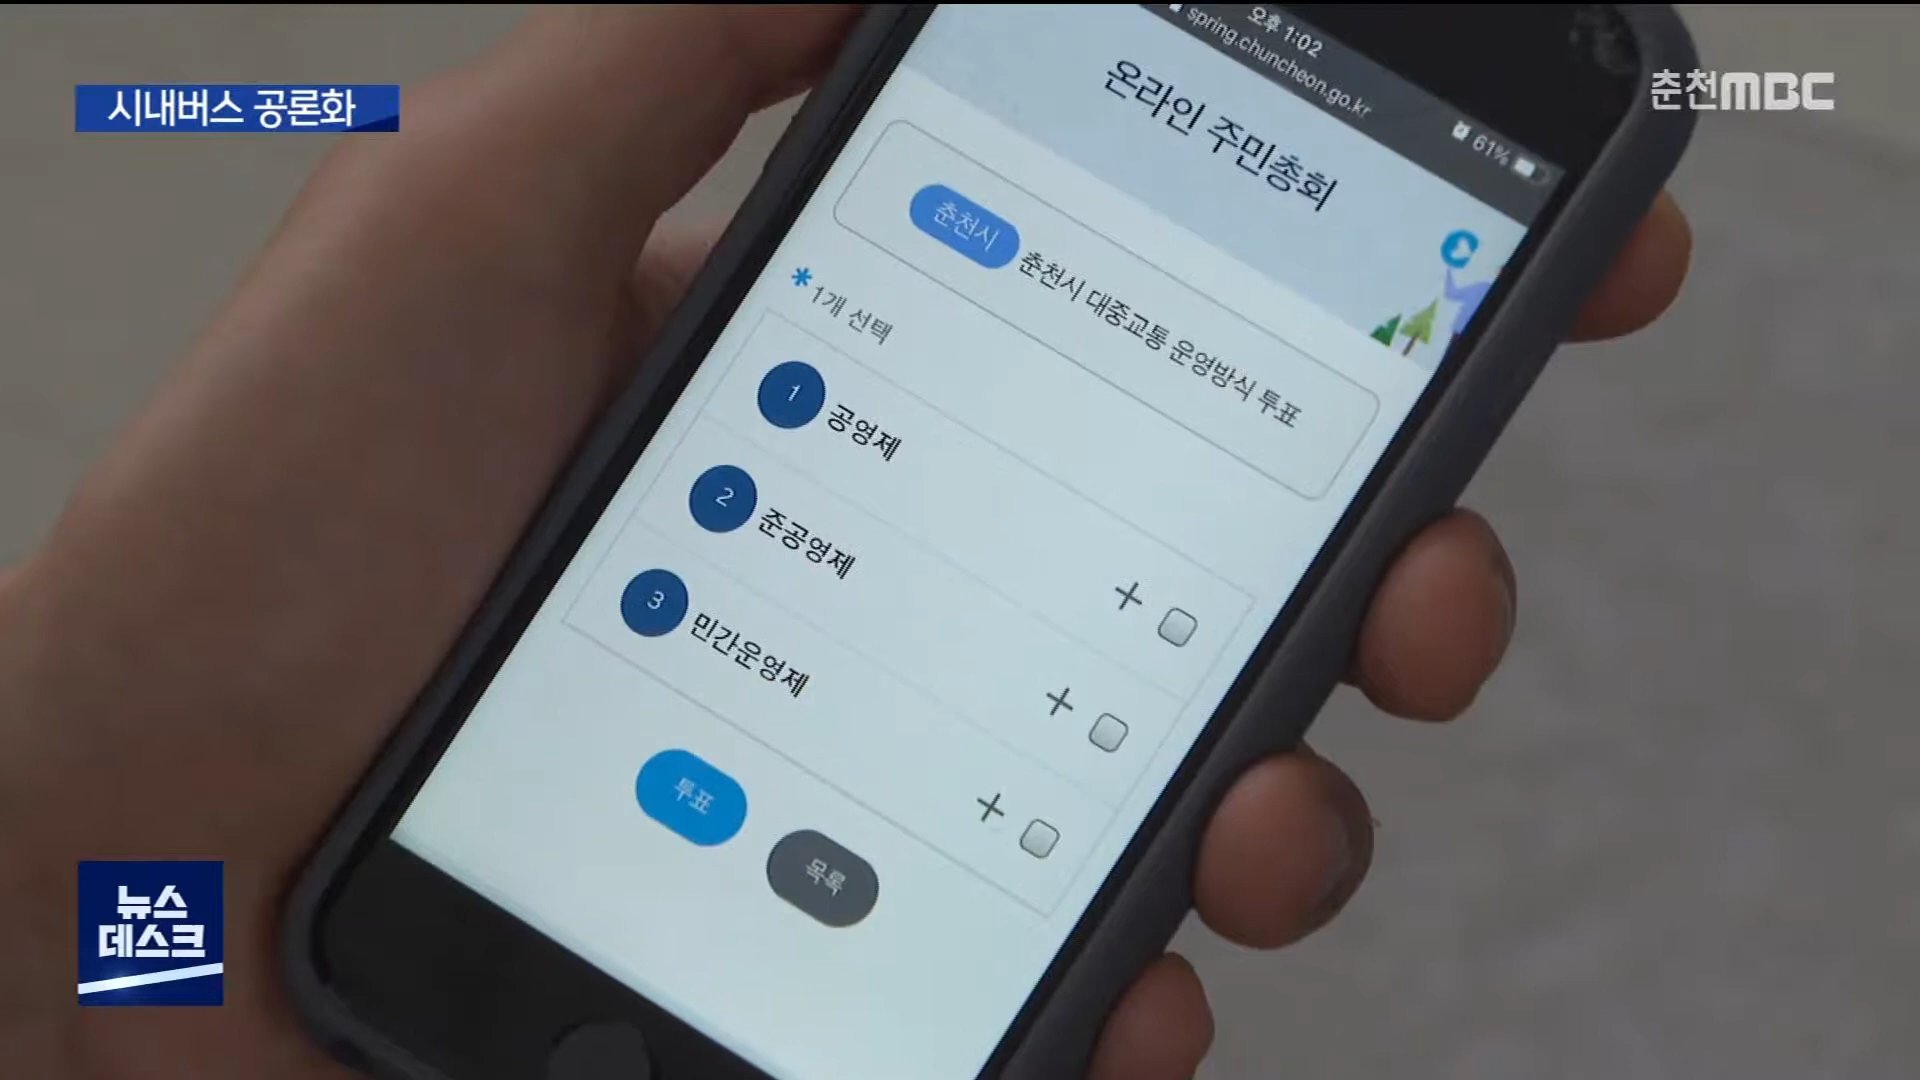 시내버스 공론화
춘천MBC
오후 1:02
spring.chuncheon.go.kr
61%
온라인 주민총회
춘천시 춘천시 대중교통 운영방식 투표
*1개 선택
1 공영제
2 준공영제
3 민간운영제
투표
목록
뉴스
데스크